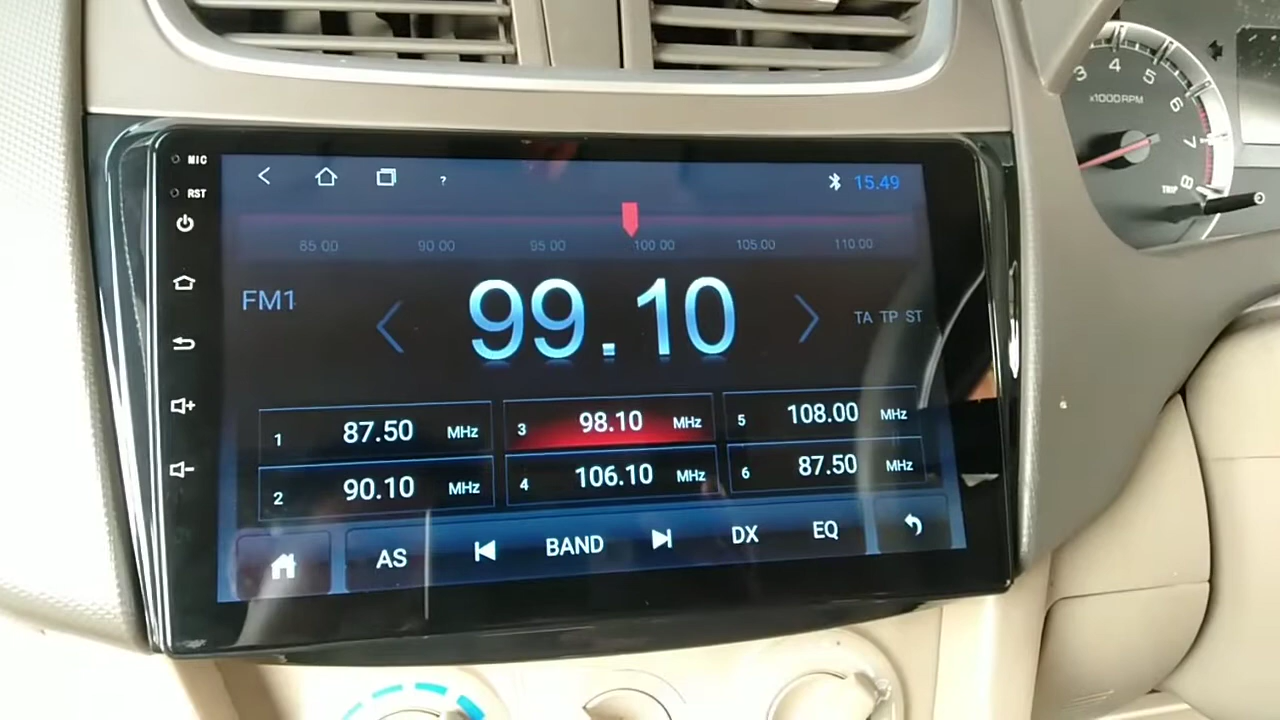 MIC
RST
?
15.49
85 00 90 00 95 00 100 00 105.00 110.00
FM1
99.10
TA TP ST
1 87.50 MHz
3 98.10 MHz
5 108.00 MHz
2 90.10 MHz
4 106.10 MHz
6 87.50 MHz
AS BAND DX EQ
3 4 5 6 7 8
x1000RPM
TRIP